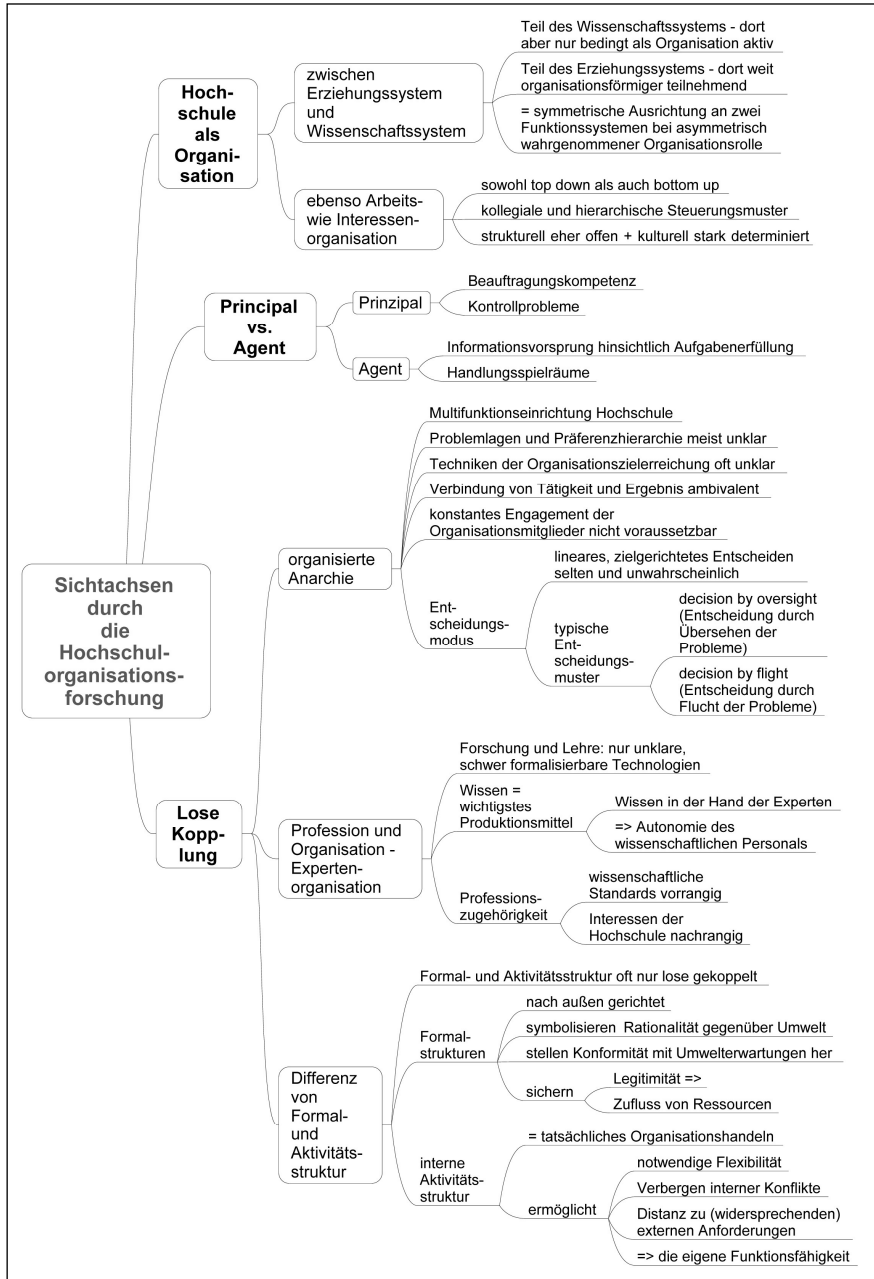 Sichtachsen
durch
die
Hochschul-
organisations-
forschung
Hoch-
schule
als
Organi-
sation
zwischen
Erziehungssystem
und
Wissenschaftssystem
Teil des Wissenschaftssystems - dort
aber nur bedingt als Organisation aktiv
Teil des Erziehungssystems - dort weit
organisationsförmiger teilnehmend
= symmetrische Ausrichtung an zwei
Funktionssystemen bei asymmetrisch
wahrgenommener Organisationsrolle
ebenso Arbeits-
wie Interessen-
organisation
sowohl top down als auch bottom up
kollegiale und hierarchische Steuerungsmuster
strukturell eher offen + kulturell stark determiniert
Principal
vs.
Agent
Prinzipal
Beauftragungskompetenz
Kontrollprobleme
Agent
Informationsvorsprung hinsichtlich Aufgabenerfüllung
Handlungsspielräume
Lose
Kopp-
lung
organisierte
Anarchie
Multifunktionseinrichtung Hochschule
Problemlagen und Präferenzhierarchie meist unklar
Techniken der Organisationszielerreichung oft unklar
Verbindung von Tätigkeit und Ergebnis ambivalent
konstantes Engagement der
Organisationsmitglieder nicht voraussetzbar
Ent-
scheidungs-
modus
lineares, zielgerichtetes Entscheiden
selten und unwahrscheinlich
typische
Ent-
scheidungs-
muster
decision by oversight
(Entscheidung durch
Übersehen der
Probleme)
decision by flight
(Entscheidung durch
Flucht der Probleme)
Profession und
Organisation -
Experten-
organisation
Forschung und Lehre: nur unklare,
schwer formalisierbare Technologien
Wissen =
wichtigstes
Produktionsmittel
Wissen in der Hand der Experten
=> Autonomie des
wissenschaftlichen Personals
Professions-
zugehörigkeit
wissenschaftliche
Standards vorrangig
Interessen der
Hochschule nachrangig
Differenz
von
Formal-
und
Aktivitäts-
struktur
Formal- und Aktivitätsstruktur oft nur lose gekoppelt
Formal-
strukturen
nach außen gerichtet
symbolisieren Rationalität gegenüber Umwelt
stellen Konformität mit Umwelterwartungen her
sichern
Legitimität =>
Zufluss von Ressourcen
interne
Aktivitäts-
struktur
= tatsächliches Organisationshandeln
ermöglicht
notwendige Flexibilität
Verbergen interner Konflikte
Distanz zu (widersprechenden)
externen Anforderungen
=> die eigene Funktionsfähigkeit